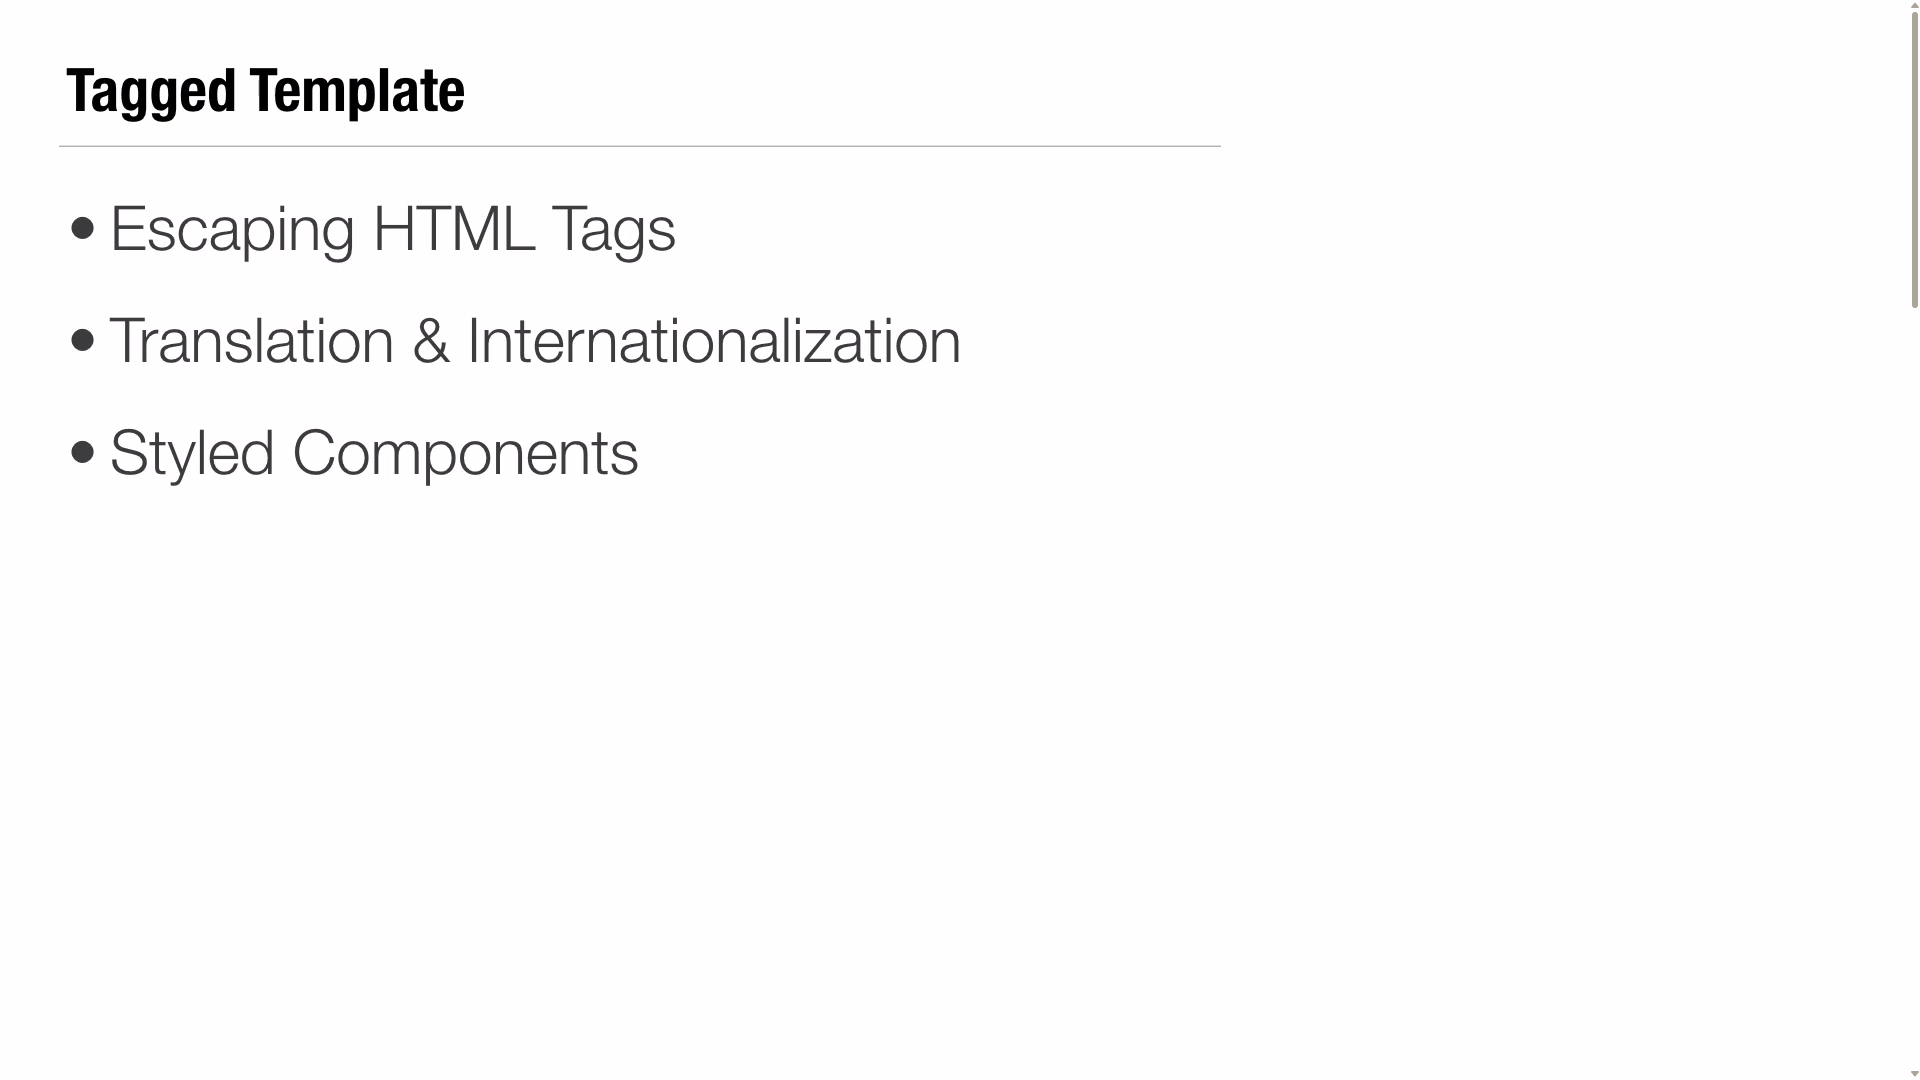 Tagged Template
• Escaping HTML Tags
• Translation & Internationalization
• Styled Components